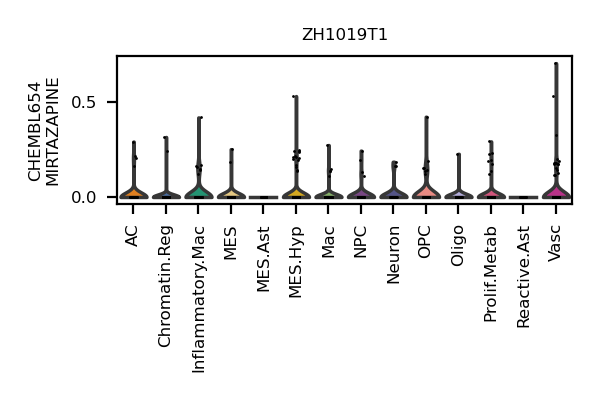 ZH1019T1
CHEMBL654
MIRTAZAPINE
0.5
0.0
AC
Chromatin.Reg
Inflammatory.Mac
MES
MES.Ast
MES.Hyp
Mac
NPC
Neuron
OPC
Oligo
Prolif.Metab
Reactive.Ast
Vasc